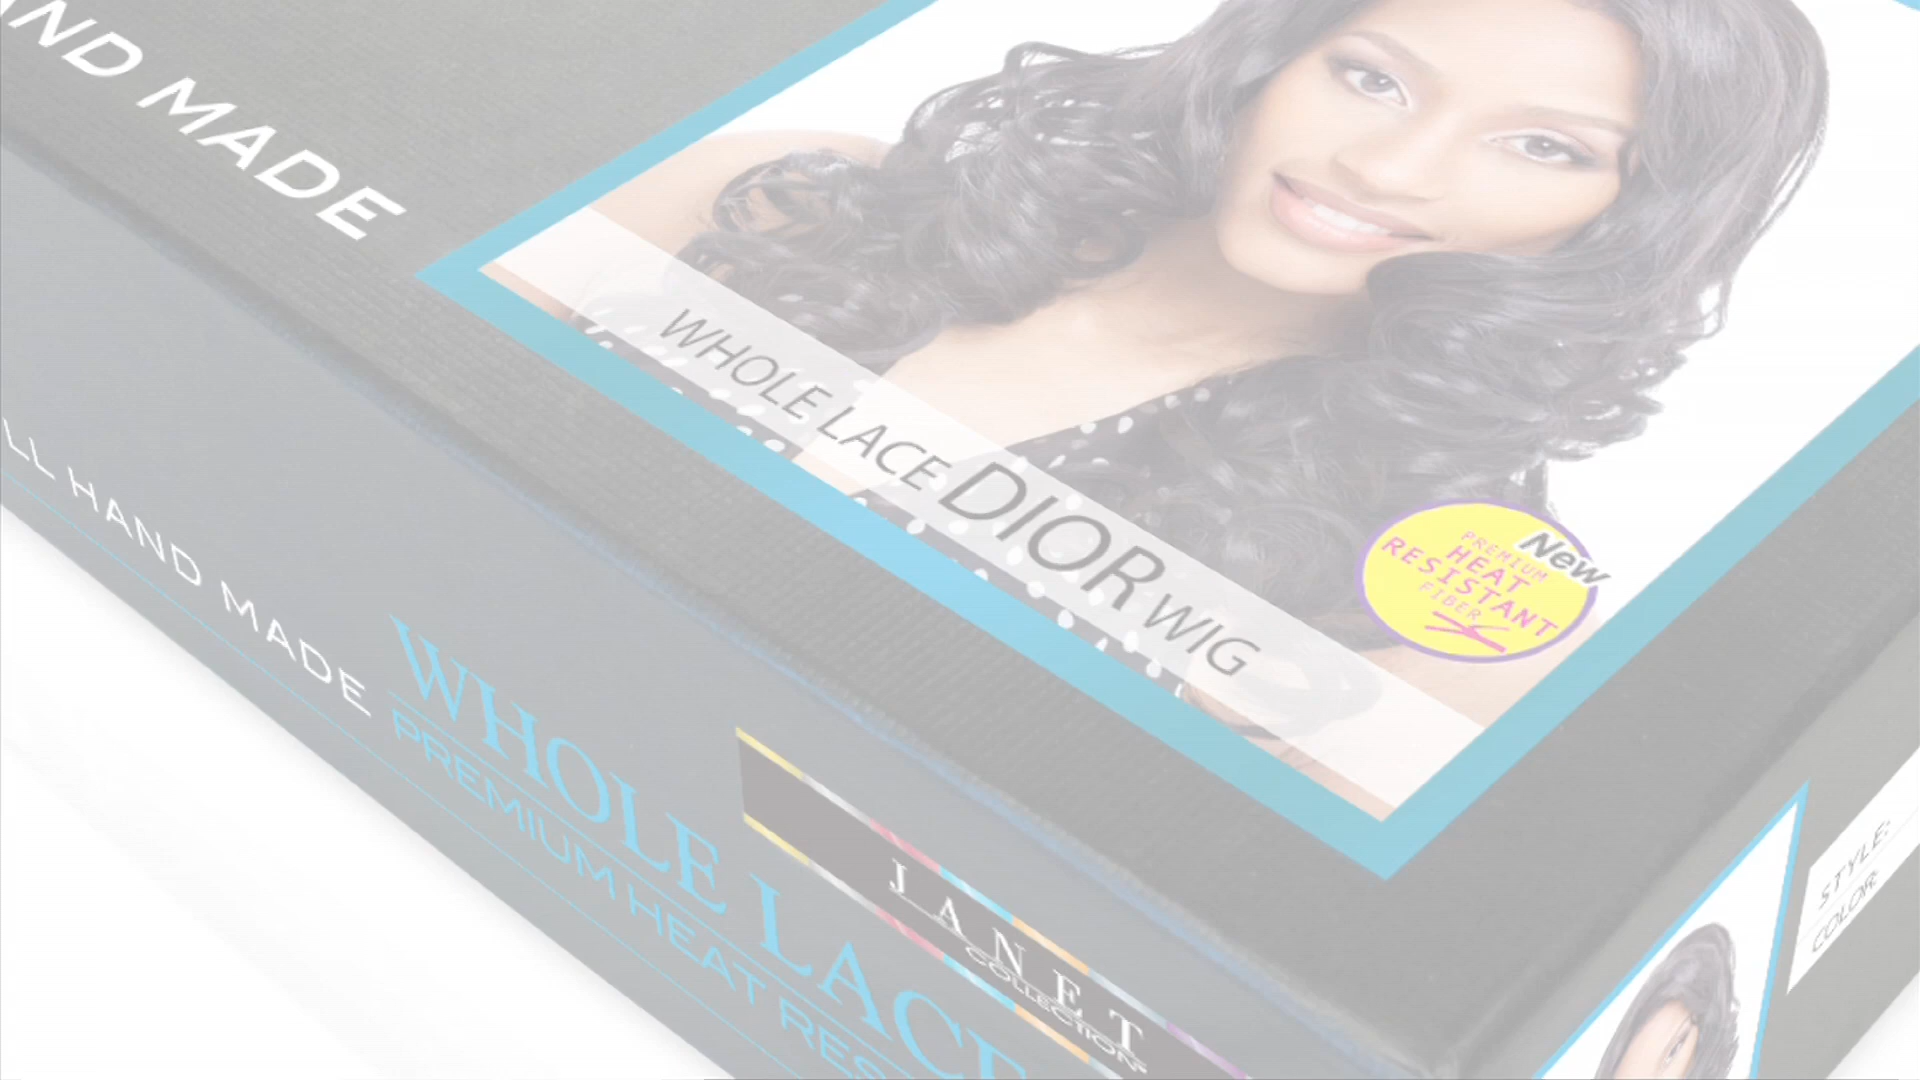 AND MADE
WHOLE LACE DIOR WIG
New
PREMIUM
HEAT
RESISTANT
FIBER
LL HAND MADE
WHOLE LACE
PREMIUM HEAT RES
JANET
COLLECTION
STYLE:
COLOR: